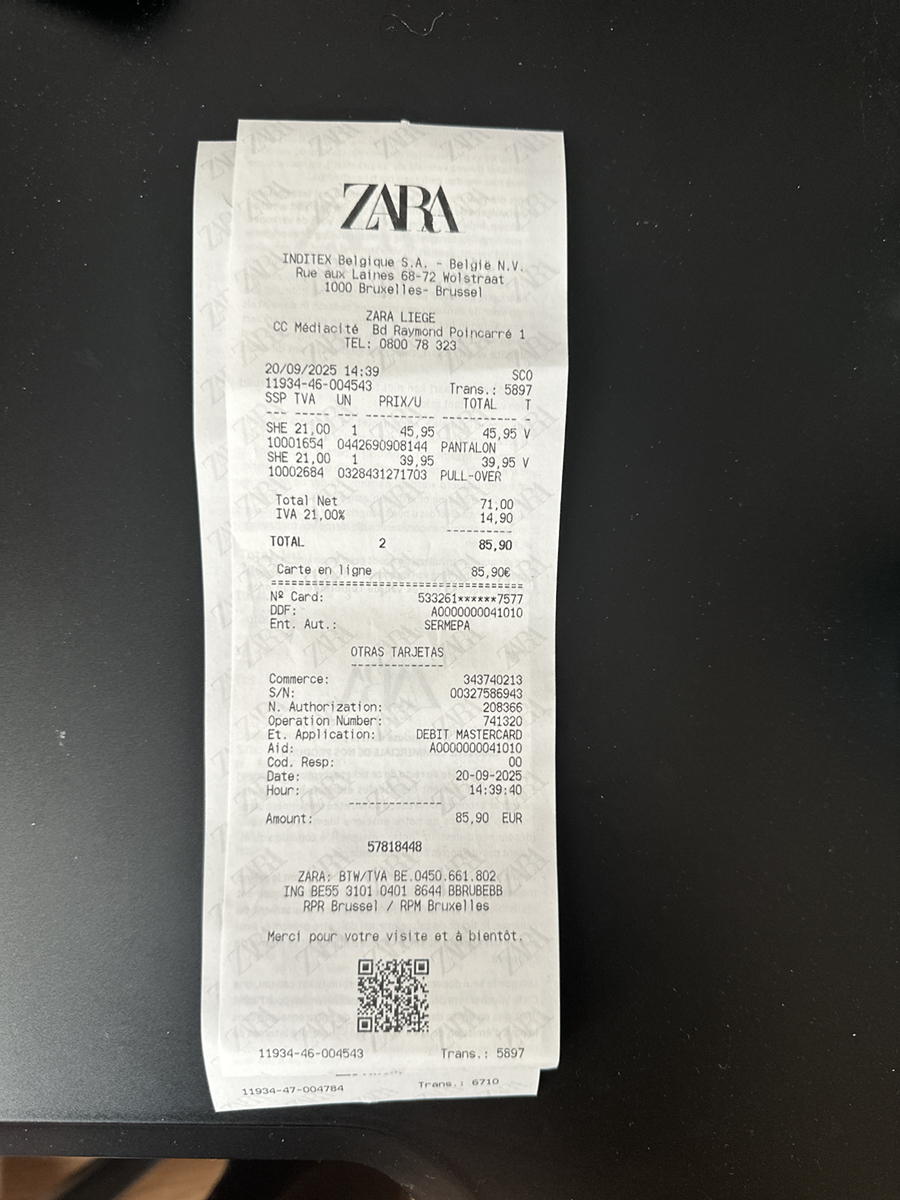 ZARA
INDITEX Belgique S.A. - België N.V.
Rue aux Laines 68-72 Wolstraat
1000 Bruxelles- Brussel
ZARA LIEGE
CC Médiacité Bd Raymond Poincarré 1
TEL: 0800 78 323
20/09/2025 14:39 SCO
11934-46-004543 Trans.: 5897
SSP TVA UN PRIX/U TOTAL T
SHE 21,00 1 45,95 45,95 V
10001654 0442690908144 PANTALON
SHE 21,00 1 39,95 39,95 V
10002684 0328431271703 PULL-OVER
Total Net 71,00
IVA 21,00% 14,90
TOTAL 2 85,90
Carte en ligne 85,90€
Nº Card: 533261******7577
DDF: A0000000041010
Ent. Aut.: SERMEPA
OTRAS TARJETAS
Commerce: 343740213
S/N: 00327586943
N. Authorization: 208366
Operation Number: 741320
Et. Application: DEBIT MASTERCARD
Aid: A0000000041010
Cod. Resp: 00
Date: 20-09-2025
Hour: 14:39:40
Amount: 85,90 EUR
57818448
ZARA: BTW/TVA BE.0450.661.802
ING BE55 3101 0401 8644 BBRUBEBB
RPR Brussel / RPM Bruxelles
Merci pour votre visite et à bientôt.
11934-46-004543 Trans.: 5897
11934-47-004784 Trans.: 6710